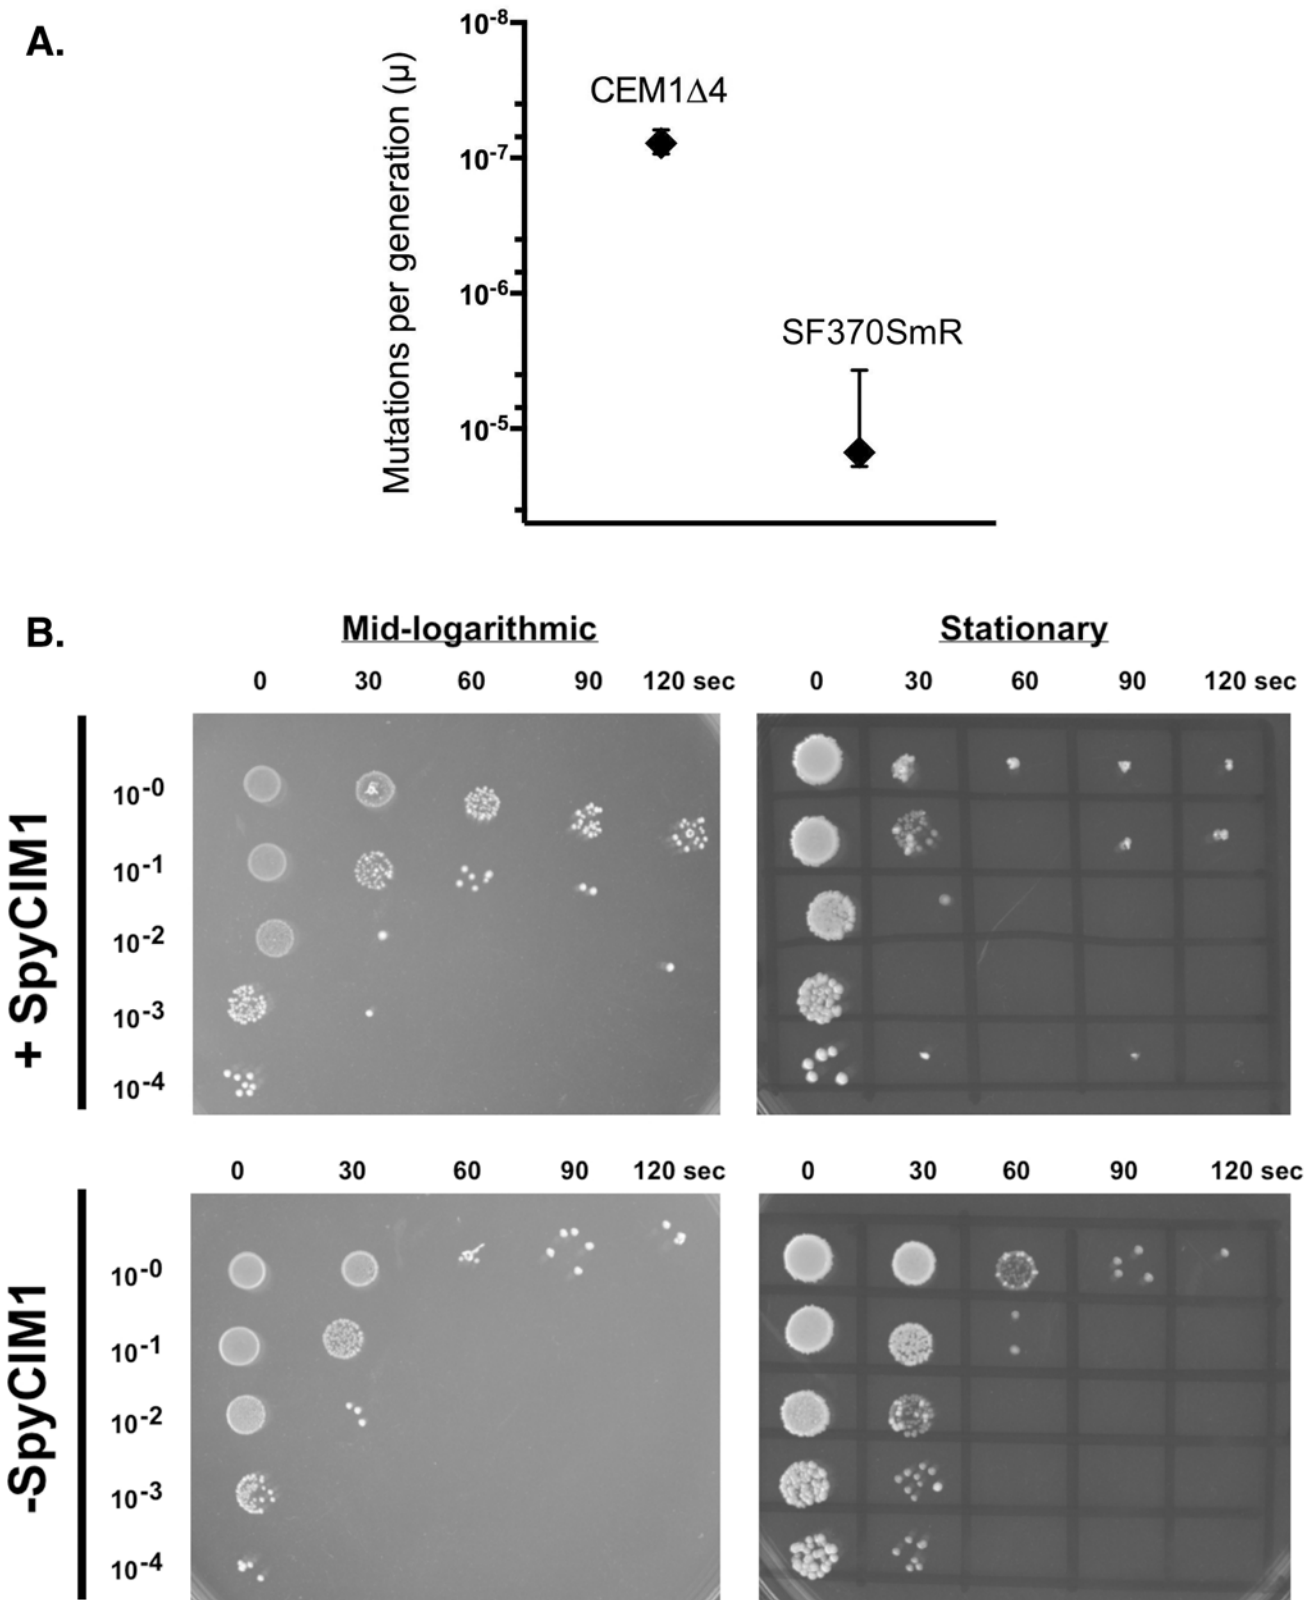 A.
Mutations per generation (μ)
10-8
CEM1Δ4
10-7
10-6
SF370SmR
10-5
B.
Mid-logarithmic
Stationary
0 30 60 90 120 sec
0 30 60 90 120 sec
+ SpyCIM1
10-0
10-1
10-2
10-3
10-4
0 30 60 90 120 sec
0 30 60 90 120 sec
-SpyCIM1
10-0
10-1
10-2
10-3
10-4